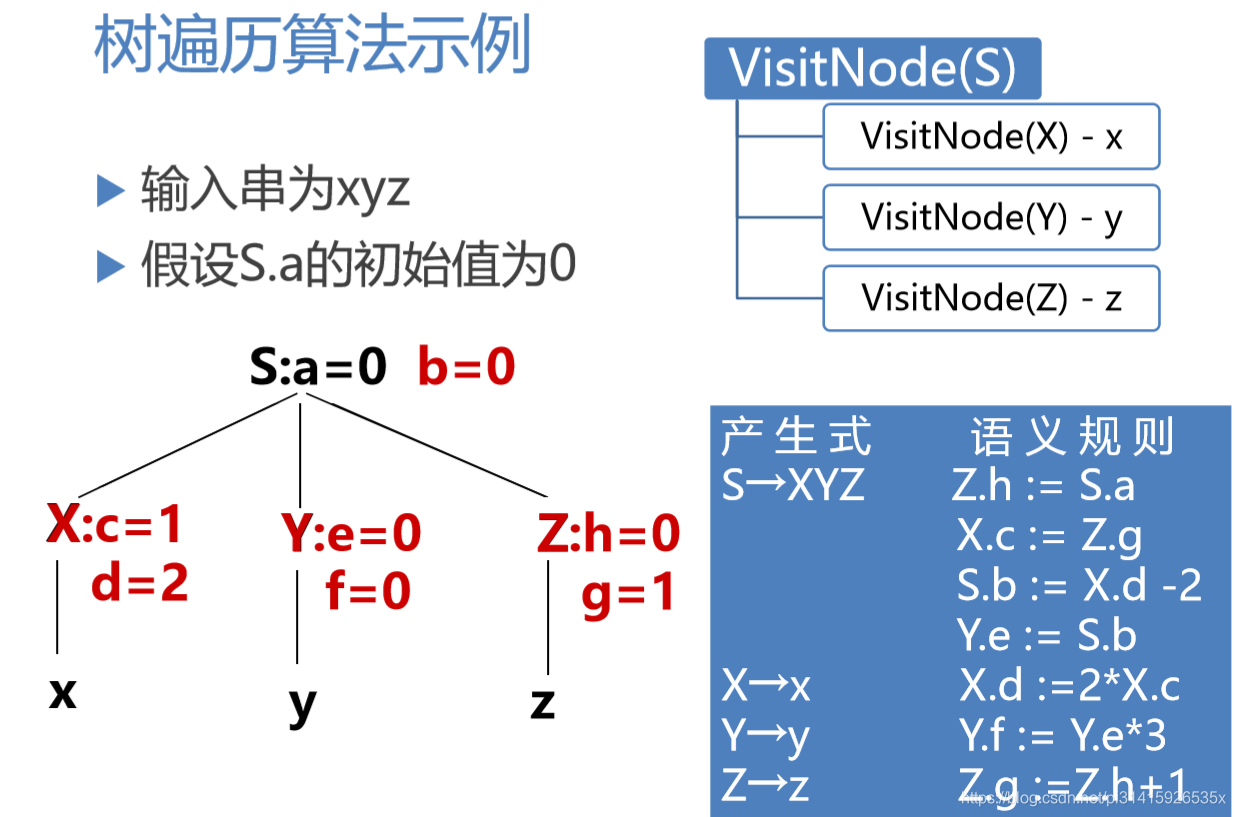 树遍历算法示例
输入串为xyz
假设S.a的初始值为0
VisitNode(S)
VisitNode(X) - x
VisitNode(Y) - y
VisitNode(Z) - z
S:a=0 b=0
X:c=1 Y:e=0 Z:h=0
d=2 f=0 g=1
x y z
产生式 语义规则
S→XYZ Z.h := S.a
X.c := Z.g
S.b := X.d -2
Y.e := S.b
X→x X.d :=2*X.c
Y→y Y.f := Y.e*3
Z→z Z.g :=Z.h+1
https://blog.csdn.net/pi31415926535x